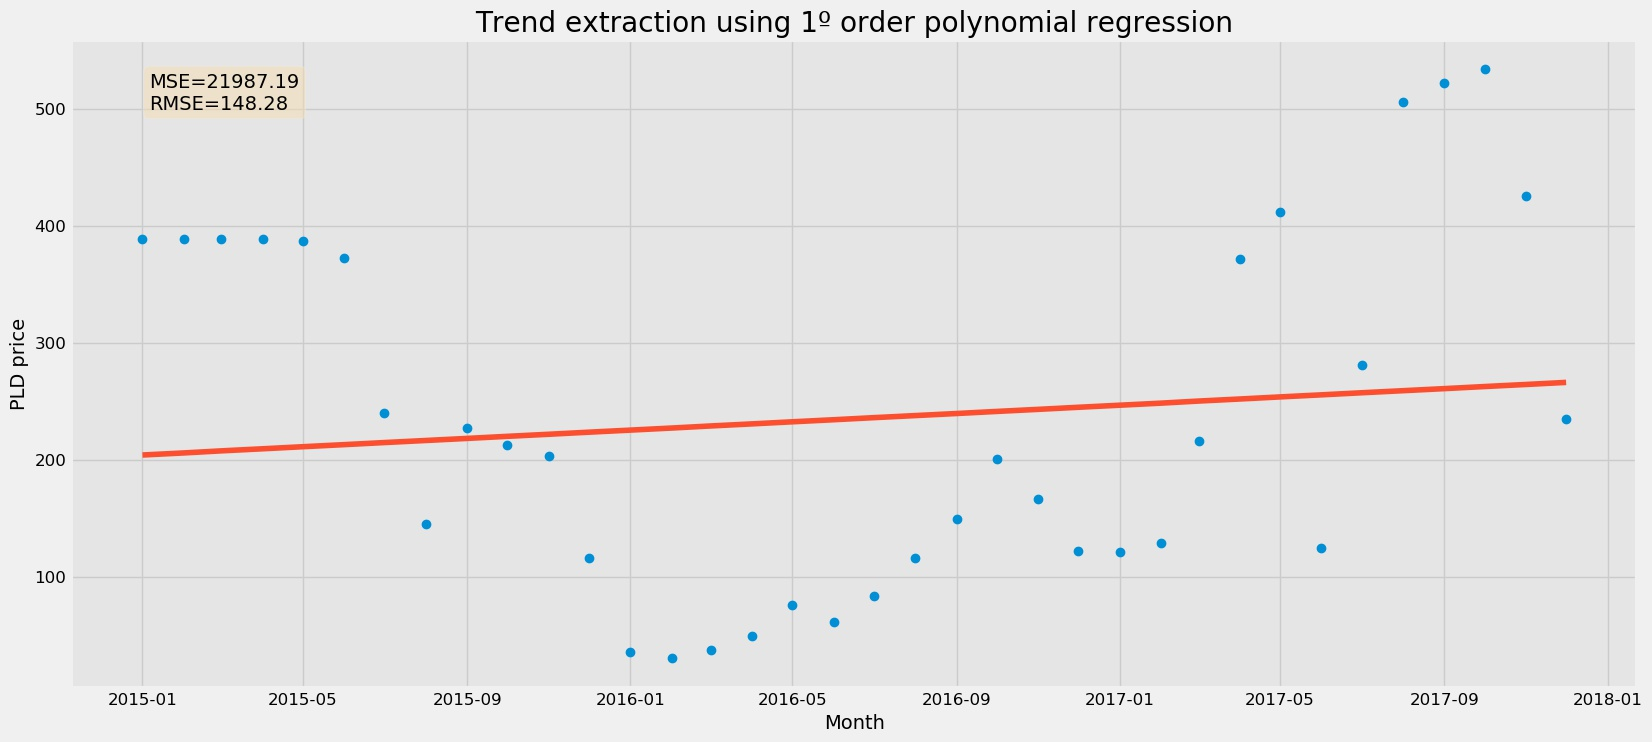 Trend extraction using 1º order polynomial regression
MSE=21987.19
RMSE=148.28
500
400
300
200
100
PLD price
2015-01 2015-05 2015-09 2016-01 2016-05 2016-09 2017-01 2017-05 2017-09 2018-01
Month